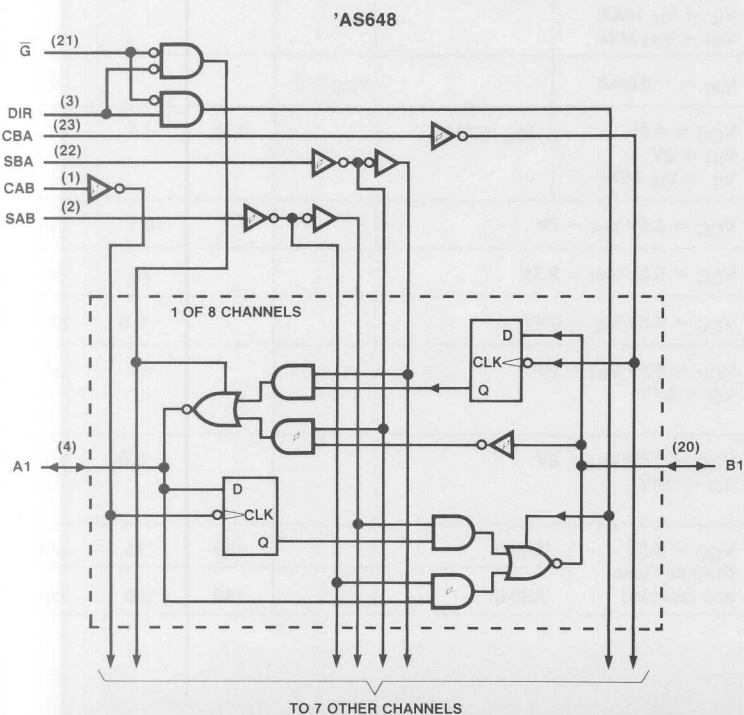 'AS648
G̅ (21)
DIR (3)
CBA (23)
SBA (22)
CAB (1)
SAB (2)
1 OF 8 CHANNELS
D
CLK
Q
A1 (4)
(20) B1
D
CLK
Q
TO 7 OTHER CHANNELS